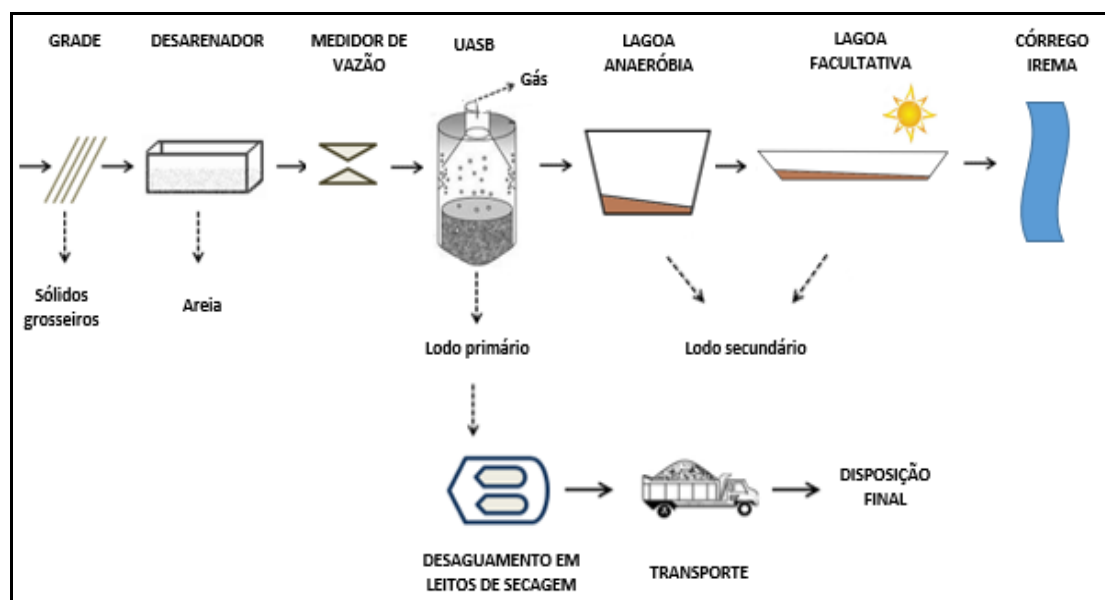 GRADE
DESARENADOR
MEDIDOR DE
VAZÃO
UASB
LAGOA
ANAERÓBIA
LAGOA
FACULTATIVA
CÓRREGO
IREMA
Gás
Sólidos
grosseiros
Areia
Lodo primário
Lodo secundário
DESAGUAMENTO EM
LEITOS DE SECAGEM
TRANSPORTE
DISPOSIÇÃO
FINAL